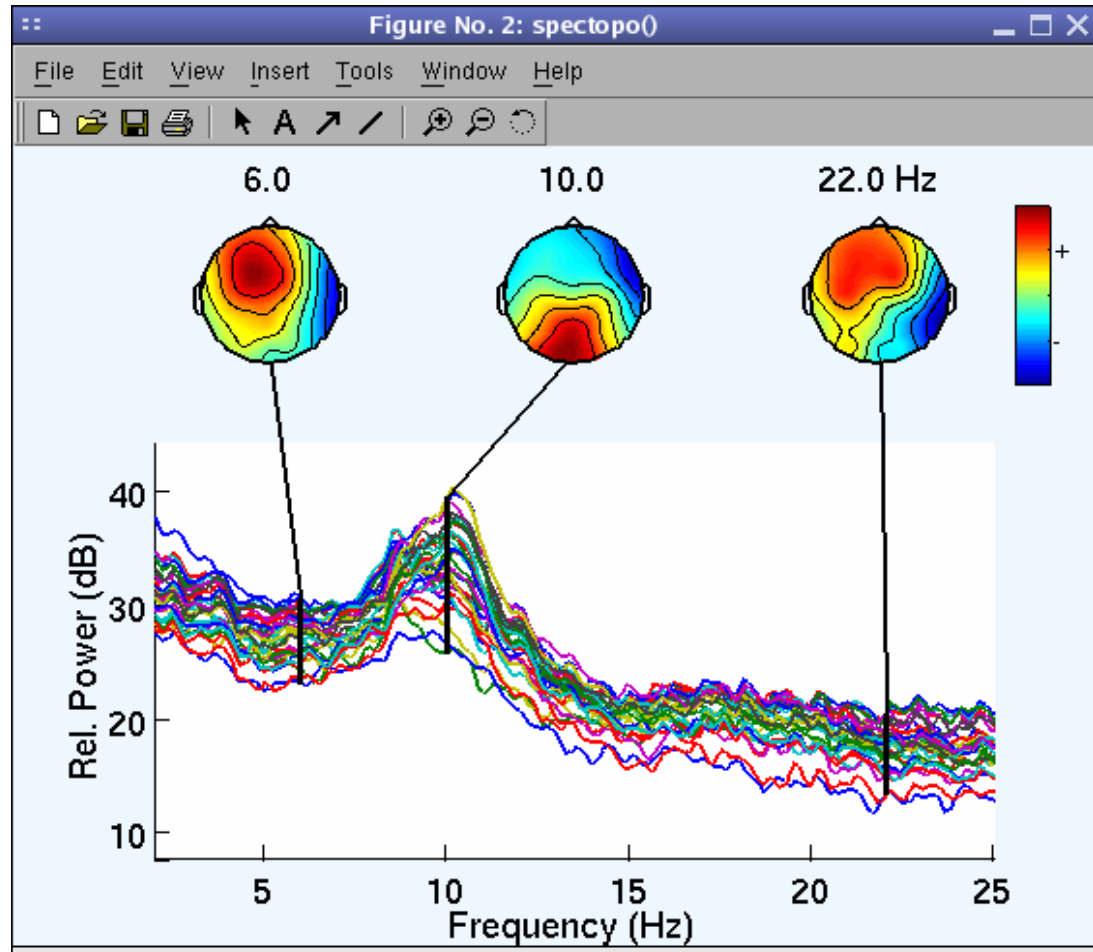 Figure No. 2: spectopo()
File Edit View Insert Tools Window Help
A
6.0 10.0 22.0 Hz
+
-
40
30
20
10
Rel. Power (dB)
5 10 15 20 25
Frequency (Hz)